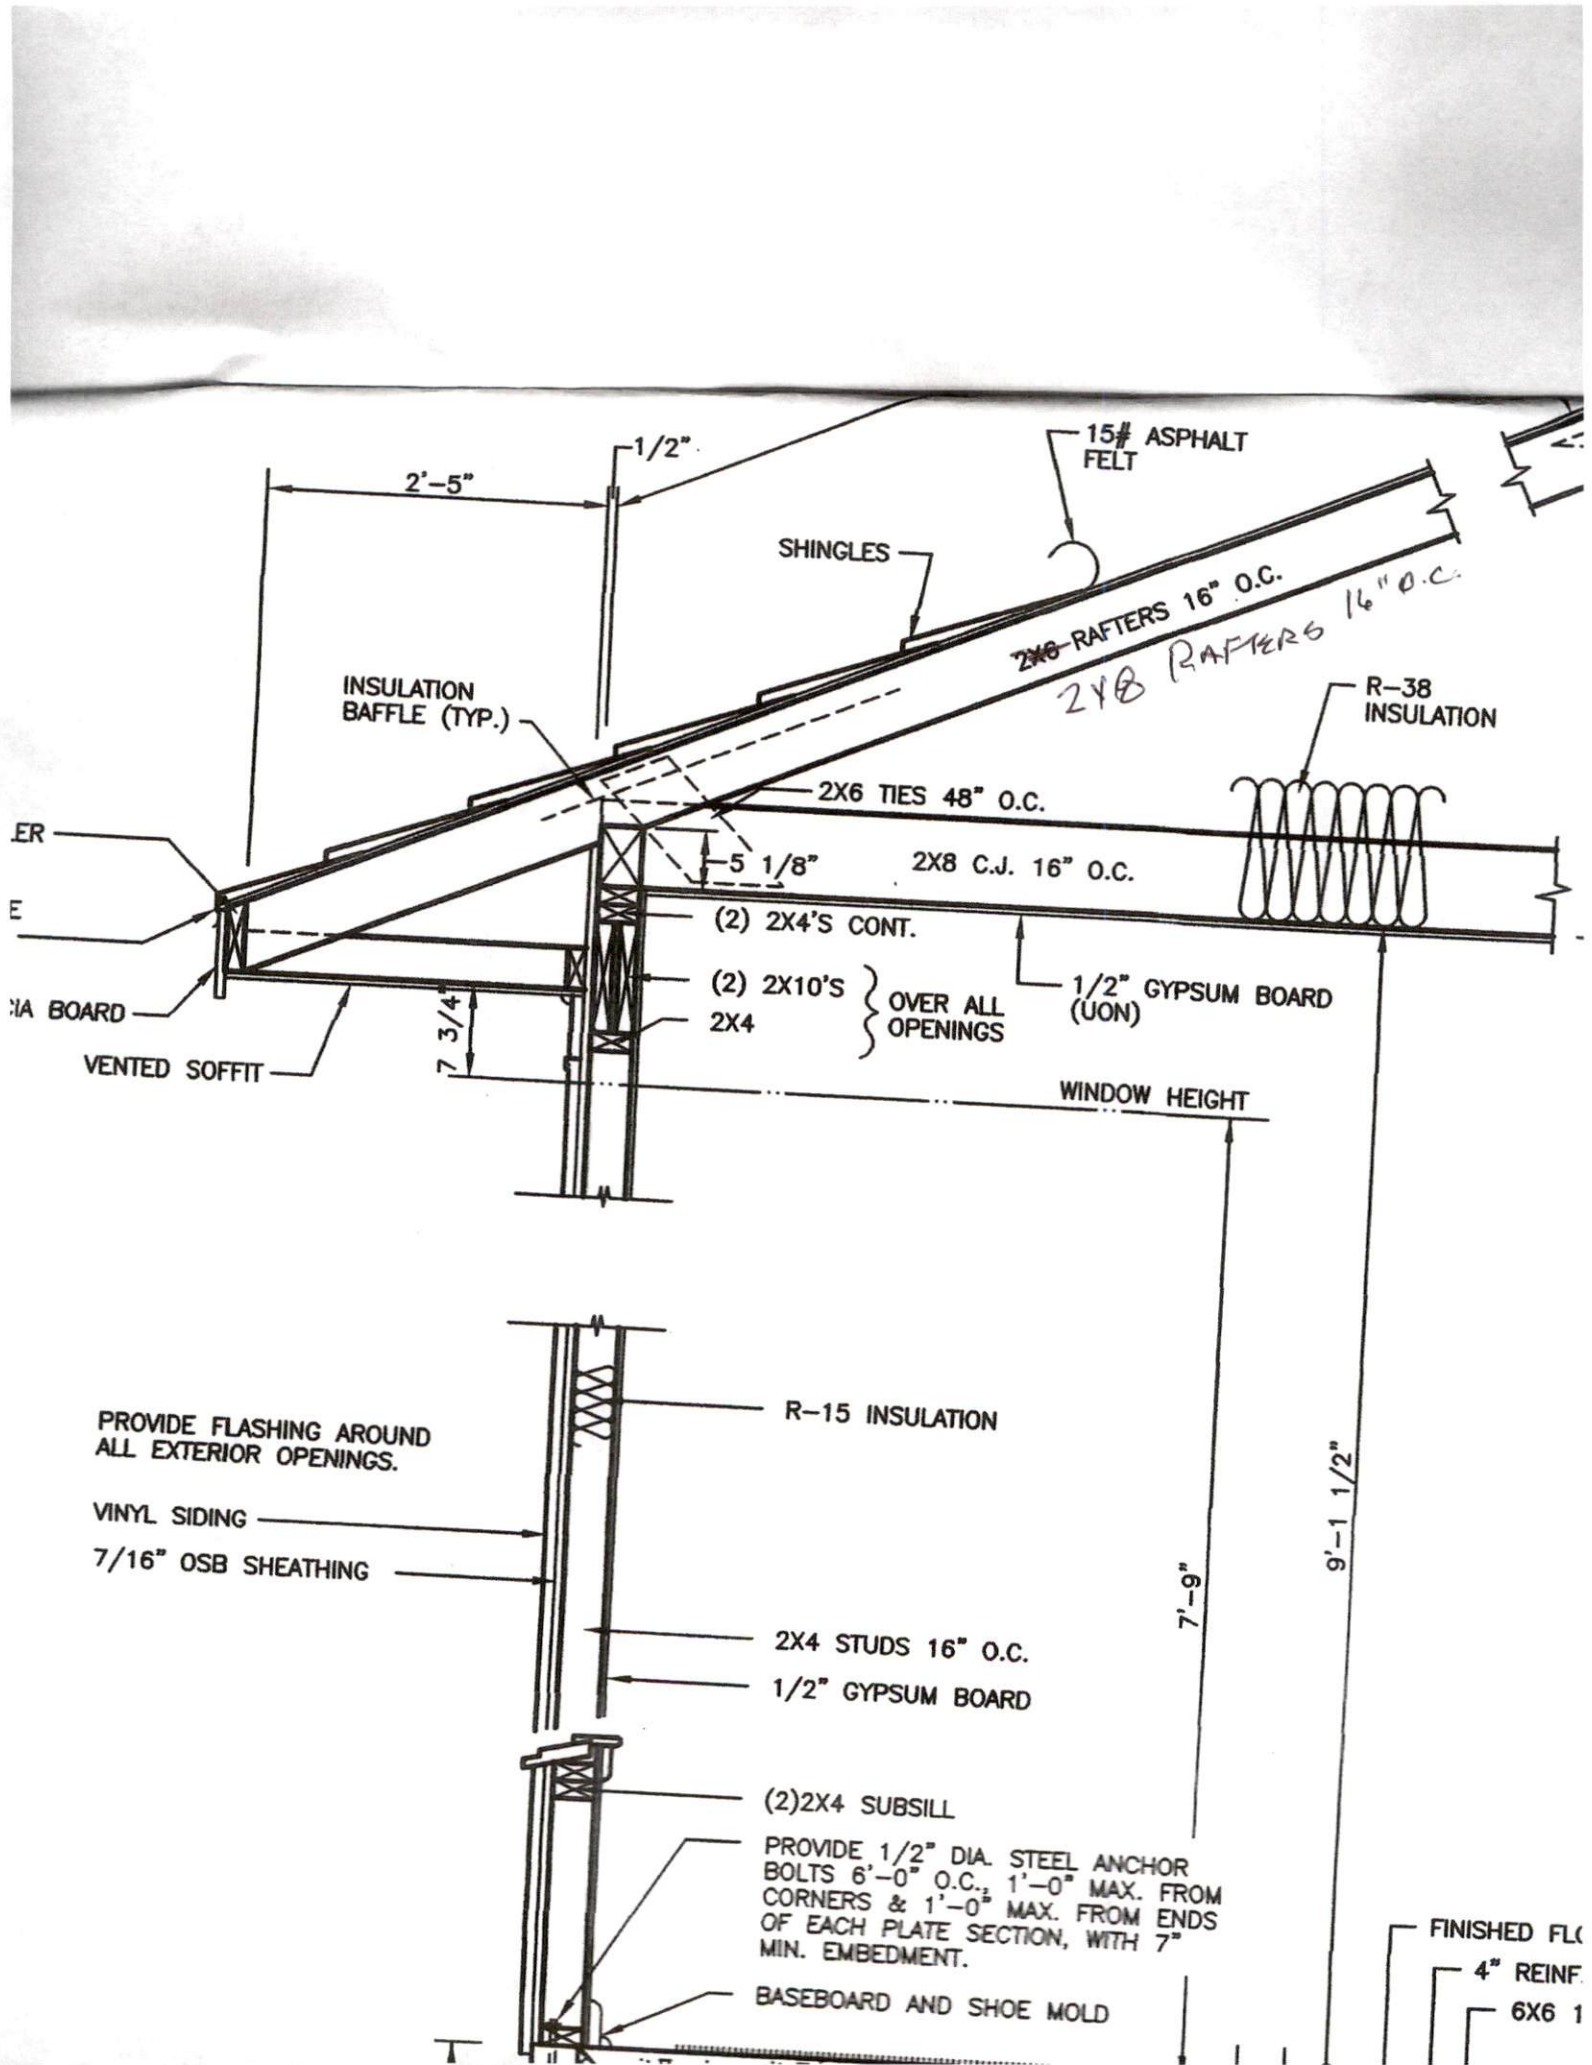 1/2"
2'-5"
15# ASPHALT
FELT
SHINGLES
2X6 RAFTERS 16" O.C.
2X8 RAFTERS 16" O.C.
INSULATION
BAFFLE (TYP.)
R-38
INSULATION
2X6 TIES 48" O.C.
5 1/8"
2X8 C.J. 16" O.C.
(2) 2X4'S CONT.
(2) 2X10'S
2X4
OVER ALL
OPENINGS
1/2" GYPSUM BOARD
(UON)
BOARD
VENTED SOFFIT
7 3/4"
WINDOW HEIGHT
R-15 INSULATION
PROVIDE FLASHING AROUND
ALL EXTERIOR OPENINGS.
VINYL SIDING
7/16" OSB SHEATHING
7'-9"
9'-1 1/2"
2X4 STUDS 16" O.C.
1/2" GYPSUM BOARD
(2)2X4 SUBSILL
PROVIDE 1/2" DIA. STEEL ANCHOR
BOLTS 6'-0" O.C., 1'-0" MAX. FROM
CORNERS & 1'-0" MAX. FROM ENDS
OF EACH PLATE SECTION, WITH 7"
MIN. EMBEDMENT.
BASEBOARD AND SHOE MOLD
FINISHED
4" REINF.
6X6 1